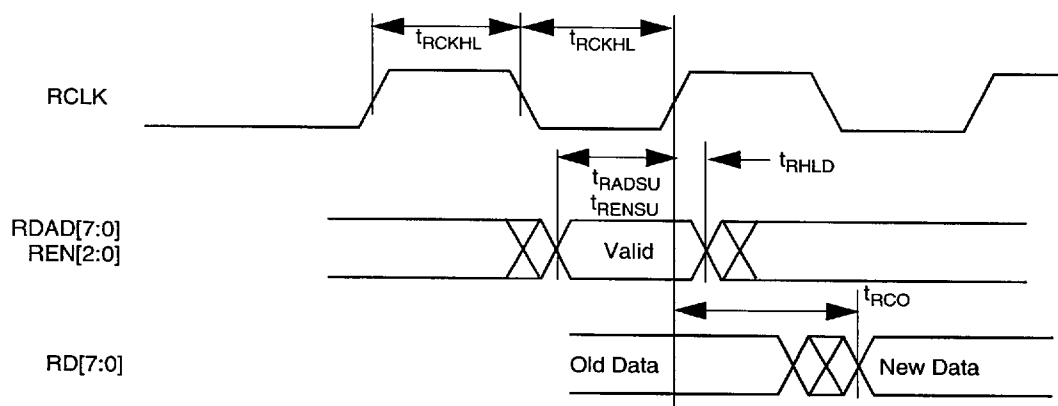 tRCKHL tRCKHL
RCLK
tRADSU
tRENSU
tRHLD
RDAD[7:0]
REN[2:0]
Valid
tRCO
RD[7:0]
Old Data
New Data